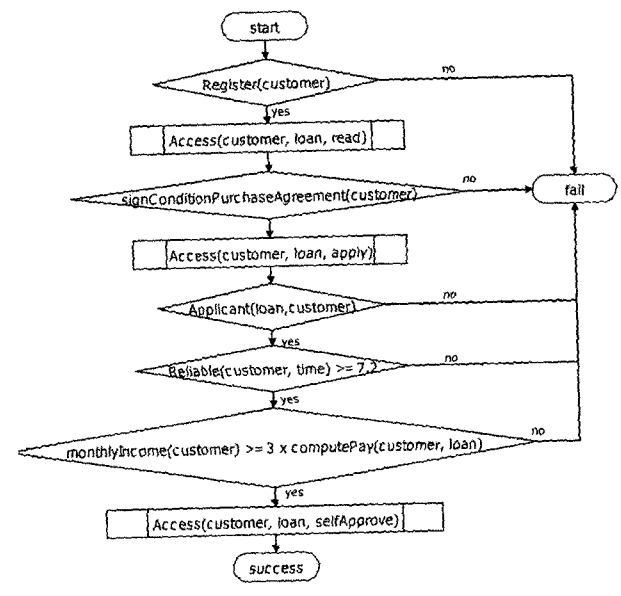 start
no
Register(customer)
yes
Access(customer, loan, read)
no
signConditionPurchaseAgreement(customer)
fail
Access(customer, loan, apply)
no
Applicant(loan,customer)
yes
no
Reliable(customer, time) >= 7.2
yes
no
monthlyIncome(customer) >= 3 x computePay(customer, loan)
yes
Access(customer, loan, selfApprove)
success